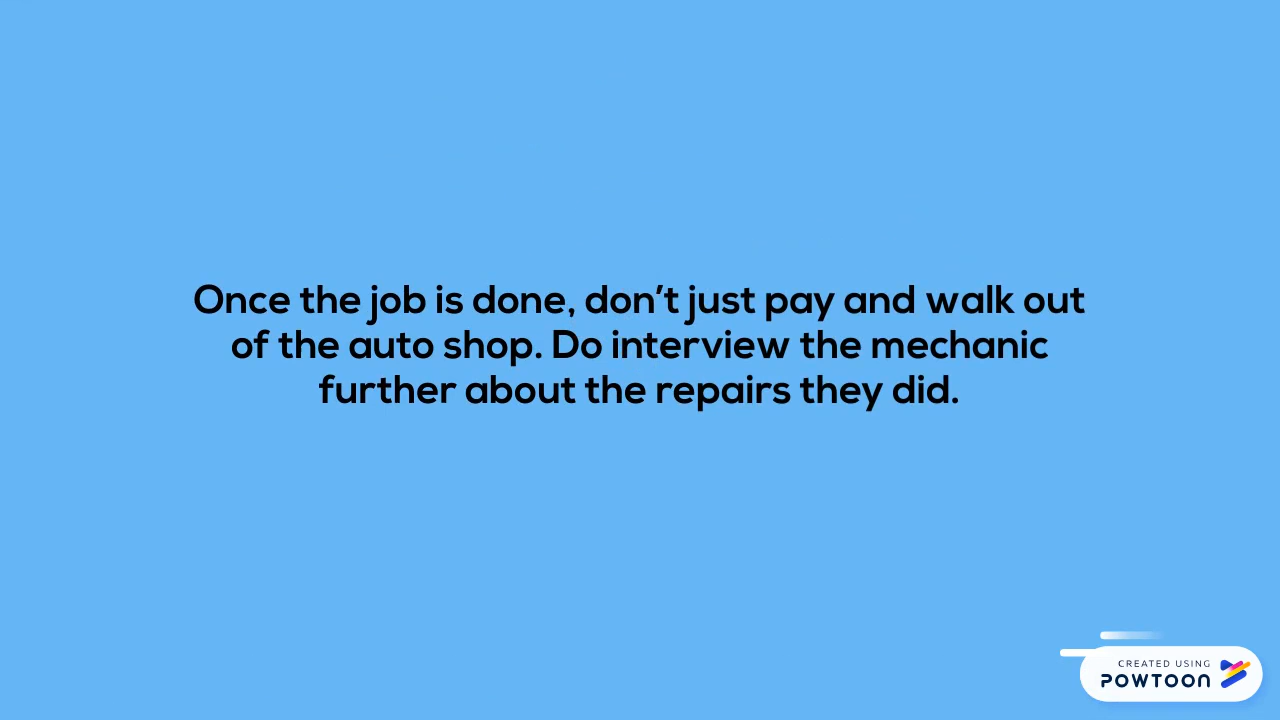 Once the job is done, don’t just pay and walk out
of the auto shop. Do interview the mechanic
further about the repairs they did.
CREATED USING
POWTOON